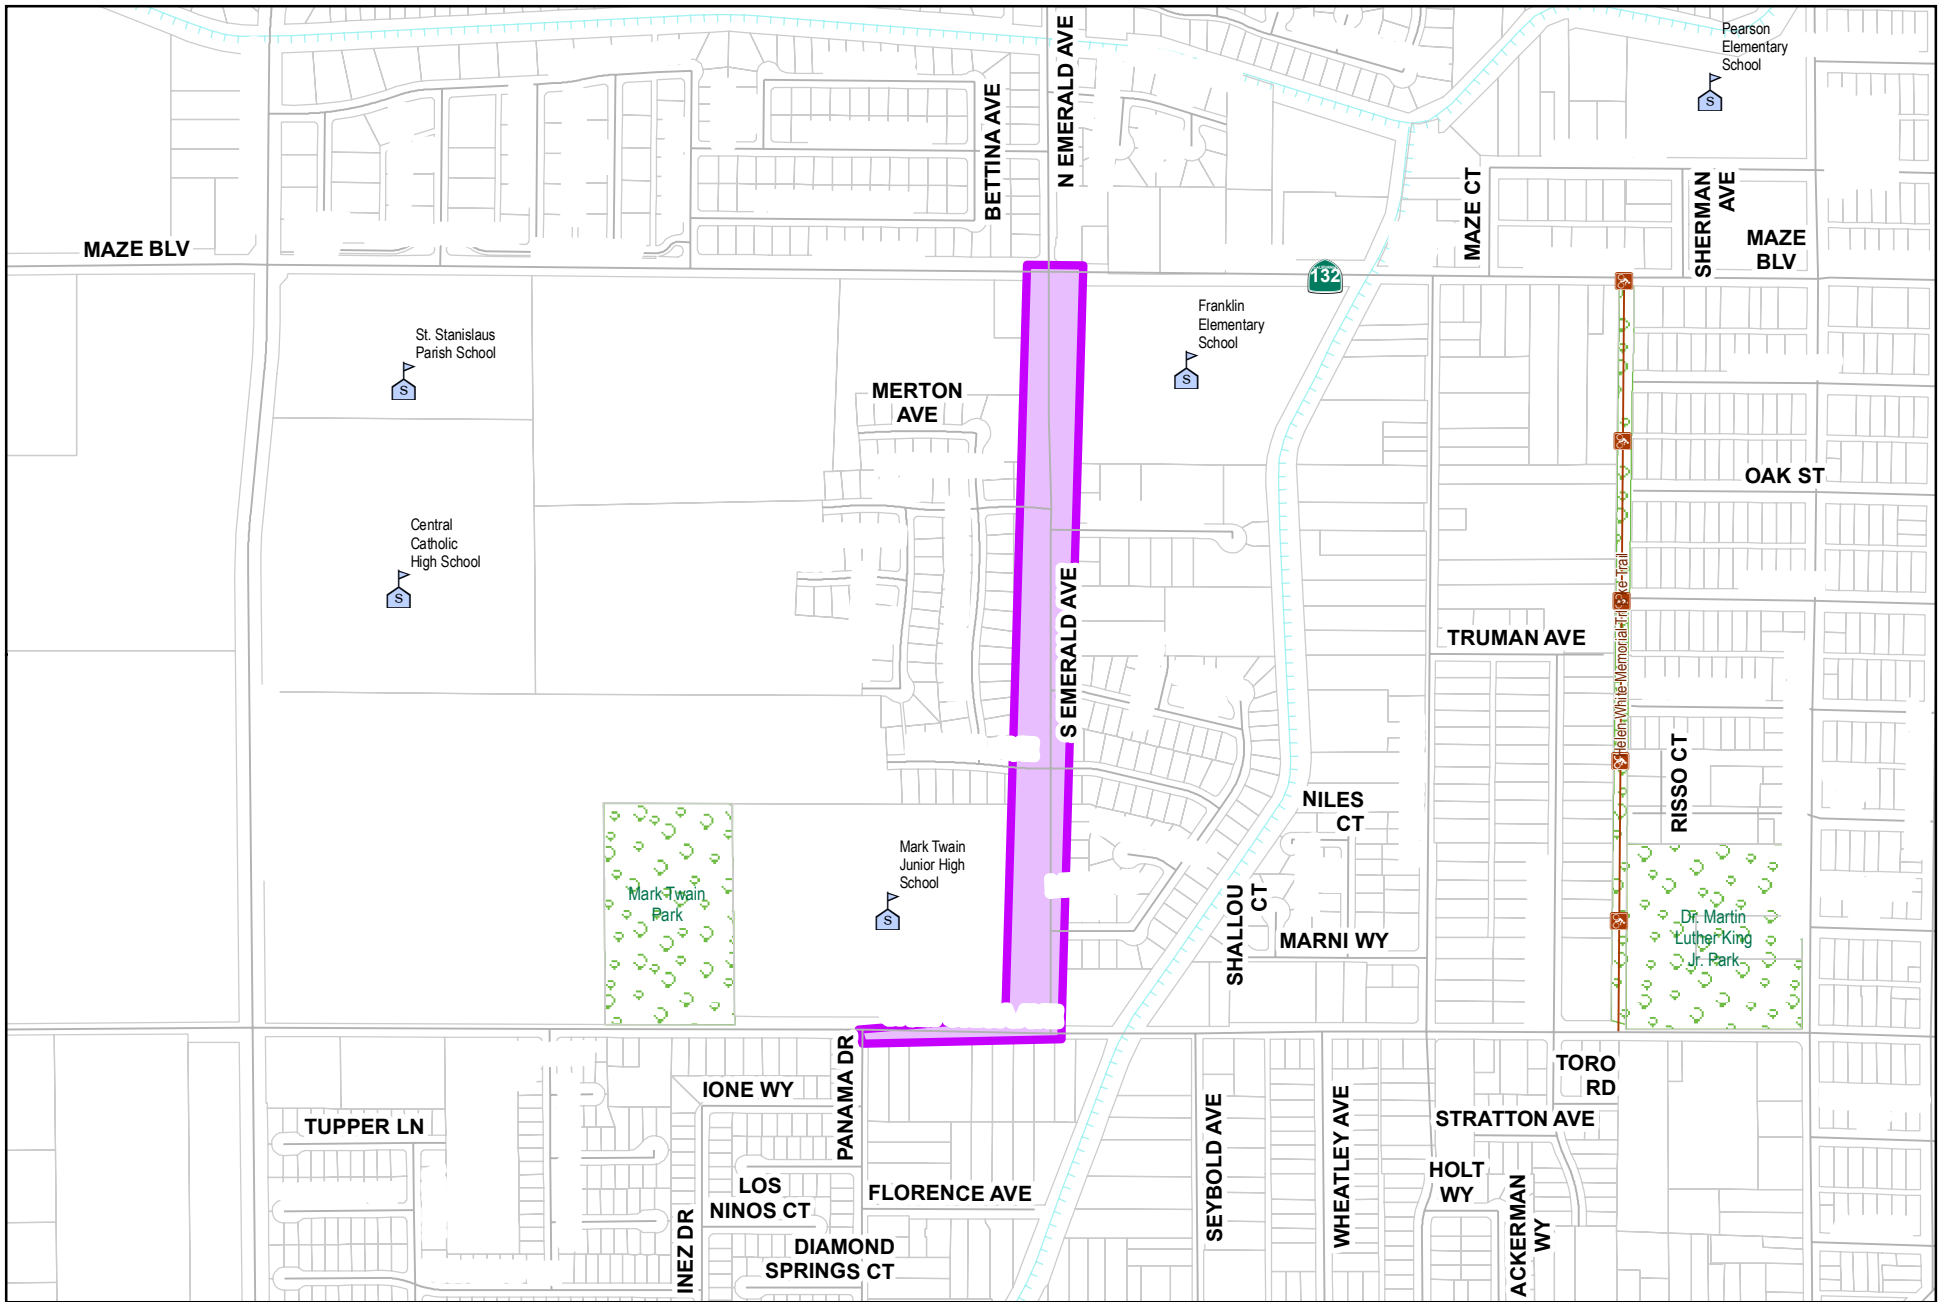 Pearson
Elementary
School
S
N EMERALD AVE
BETTINA AVE
MAZE CT
SHERMAN
AVE
MAZE BLV
MAZE
BLV
132
St. Stanislaus
Parish School
S
Franklin
Elementary
School
S
MERTON
AVE
OAK ST
Central
Catholic
High School
S
S EMERALD AVE
TRUMAN AVE
Helen-White-Memorial-Tri
ke-Trail
RISSO CT
NILES
CT
Mark Twain
Junior High
School
S
Mark Twain
Park
SHALLOU
CT
MARNI WY
Dr. Martin
Luther King
Jr. Park
PANAMA DR
IONE WY
TUPPER LN
TORO
RD
STRATTON AVE
SEYBOLD AVE
WHEATLEY AVE
LOS
NINOS CT
FLORENCE AVE
HOLT
WY
ACKERMAN
WY
INEZ DR
DIAMOND
SPRINGS CT